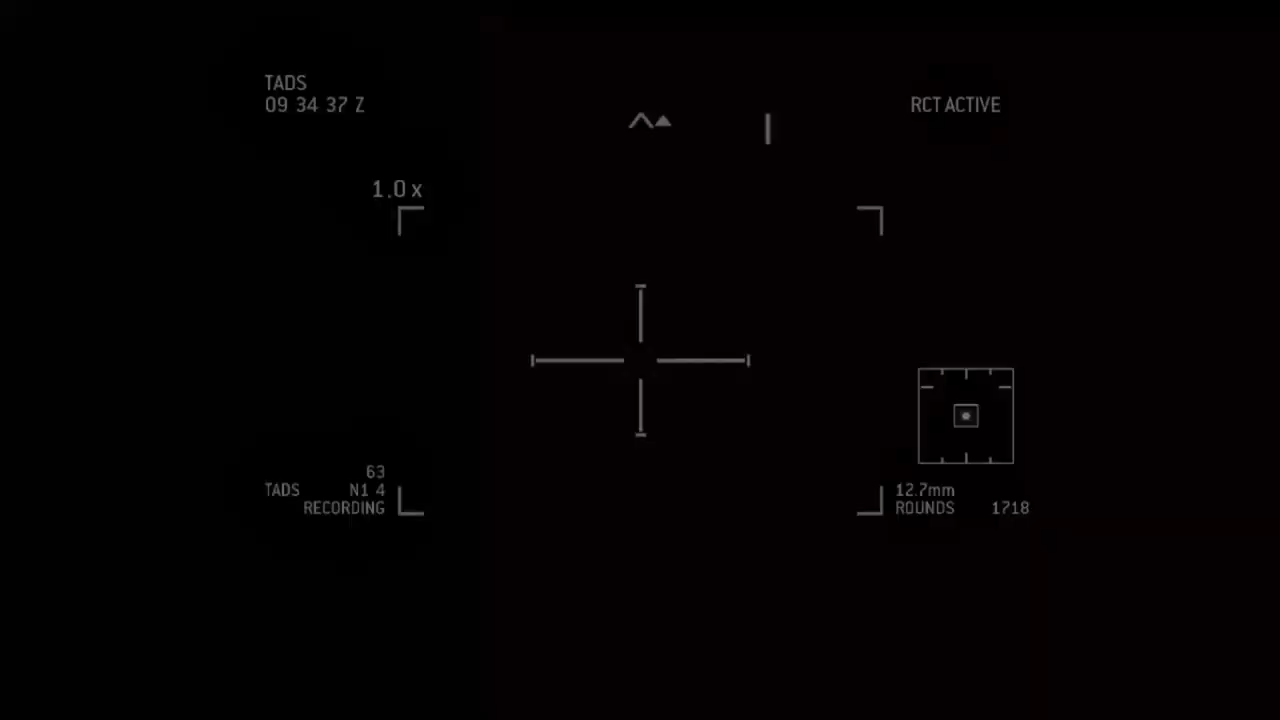 TADS
09 34 37 Z
RCT ACTIVE
1.0 x
63
TADS N1 4
RECORDING
12.7mm
ROUNDS 1718